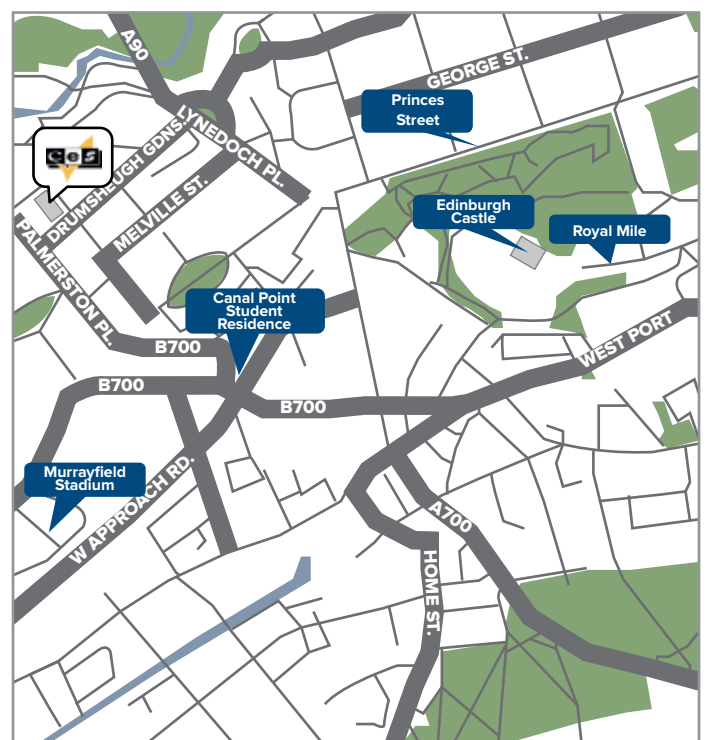 A90
GEORGE ST.
Princes
Street
LYNEDOCH PL.
CeS
DRUMSHEUGH GDNS.
MELVILLE ST.
Edinburgh
Castle
Royal Mile
PALMERSTON PL.
Canal Point
Student
Residence
WEST PORT
B700
B700
B700
Murrayfield
Stadium
W APPROACH RD.
A700
HOME ST.